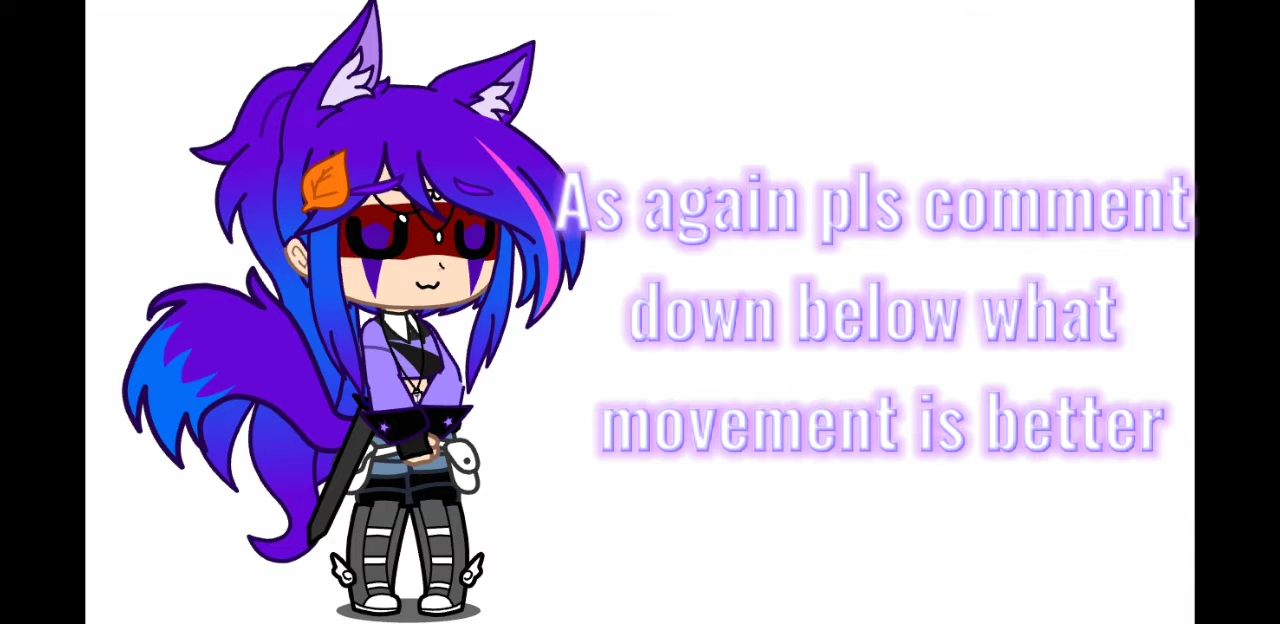 As again pls comment
down below what
movement is better